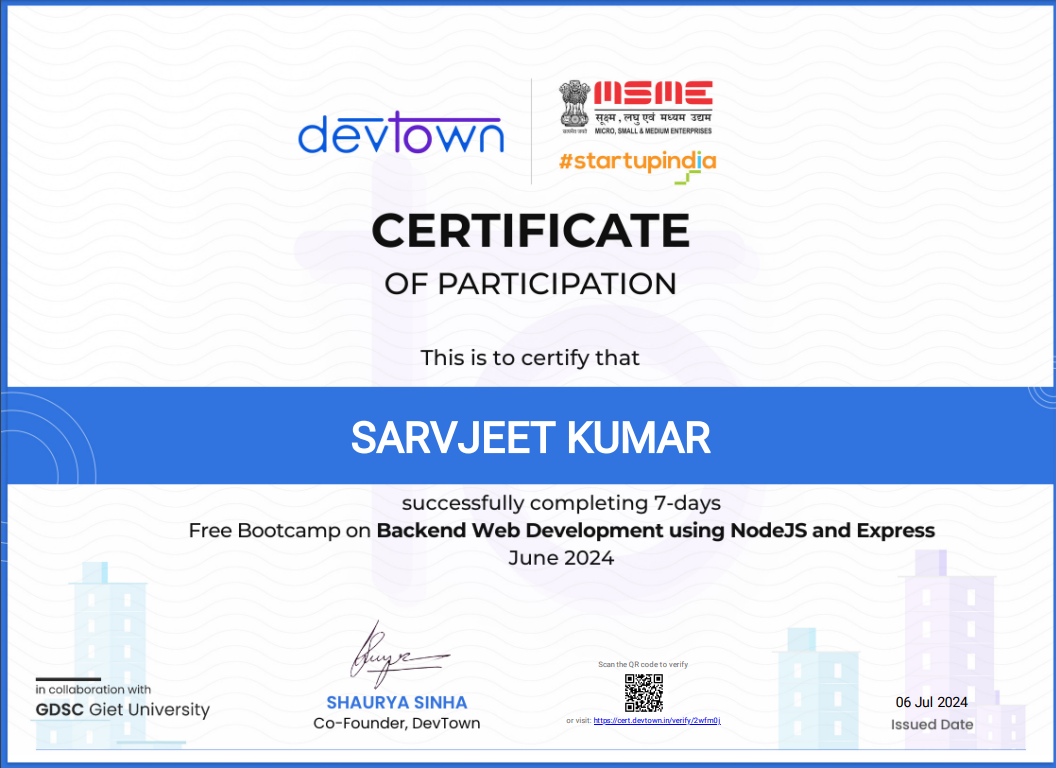 devtown
MSME
सूक्ष्म, लघु एवं मध्यम उद्यम
MICRO, SMALL & MEDIUM ENTERPRISES
#startupindia
CERTIFICATE
OF PARTICIPATION
This is to certify that
SARVJEET KUMAR
successfully completing 7-days
Free Bootcamp on Backend Web Development using NodeJS and Express
June 2024
in collaboration with
GDSC Giet University
SHAURYA SINHA
Co-Founder, DevTown
Scan the QR code to verify
or visit: https://cert.devtown.in/verify/2wfm0j
06 Jul 2024
Issued Date